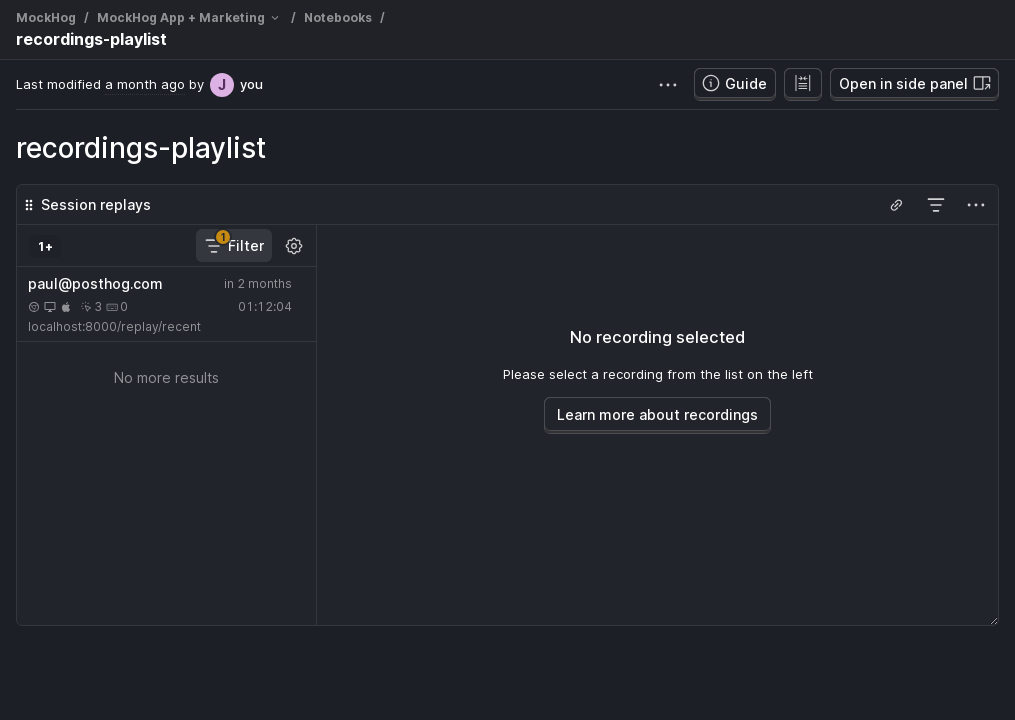 MockHog / MockHog App + Marketing / Notebooks /
recordings-playlist
Last modified a month ago by J you
Guide
Open in side panel
recordings-playlist
Session replays
1+
1 Filter
paul@posthog.com in 2 months
3 0 01:12:04
localhost:8000/replay/recent
No more results
No recording selected
Please select a recording from the list on the left
Learn more about recordings